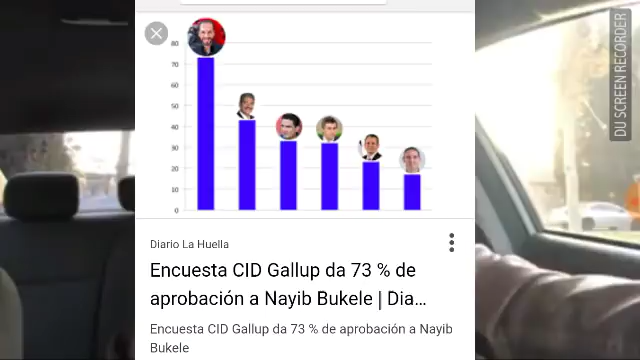 80
70
60
50
40
30
20
10
0
Diario La Huella
Encuesta CID Gallup da 73 % de
aprobación a Nayib Bukele | Dia...
Encuesta CID Gallup da 73 % de aprobación a Nayib
Bukele
DU SCREEN RECORDER